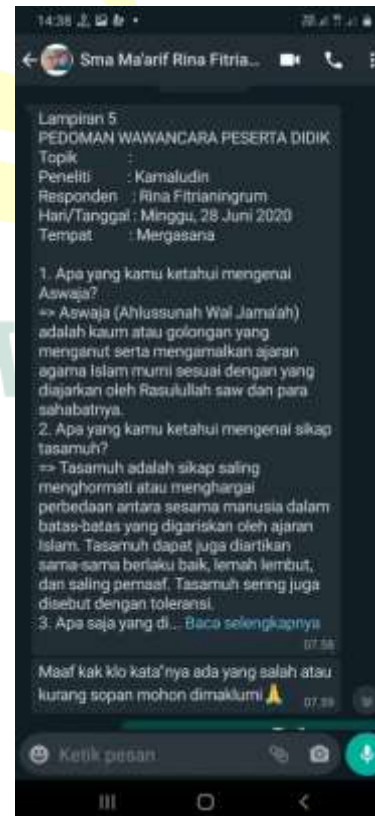 14:38
Sma Ma'arif Rina Fitria...
Lampiran 5
PEDOMAN WAWANCARA PESERTA DIDIK
Topik :
Peneliti : Kamaludin
Responden : Rina Fitrianingrum
Hari/Tanggal : Minggu, 28 Juni 2020
Tempat : Mergasana
1. Apa yang kamu ketahui mengenai
Aswaja?
=> Aswaja (Ahlussunah Wal Jama'ah)
adalah kaum atau golongan yang
menganut serta mengamalkan ajaran
agama Islam murni sesuai dengan yang
diajarkan oleh Rasulullah saw dan para
sahabatnya.
2. Apa yang kamu ketahui mengenai sikap
tasamuh?
=> Tasamuh adalah sikap saling
menghormati atau menghargai
perbedaan antara sesama manusia dalam
batas-batas yang digariskan oleh ajaran
Islam. Tasamuh dapat juga diartikan
sama-sama berlaku baik, lemah lembut,
dan saling pemaaf. Tasamuh sering juga
disebut dengan toleransi.
3. Apa saja yang di... Baca selengkapnya
07.58
Maaf kak klo kata"nya ada yang salah atau
kurang sopan mohon dimaklumi🙏
07.59
Ketik pesan